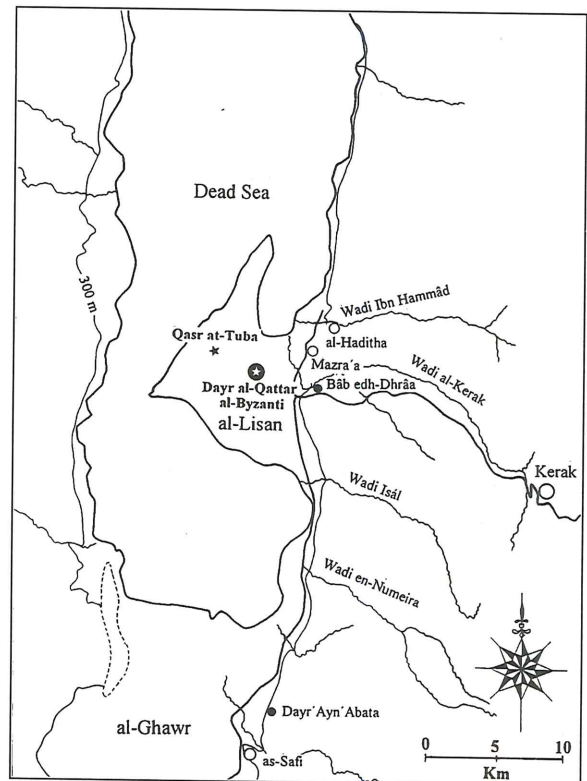 Dead Sea
300 m
Wadi Ibn Hammâd
Qasr at-Tuba
al-Haditha
Mazra´a
Wadi al-Kerak
Dayr al-Qattar
al-Byzanti
Bâb edh-Dhrâa
al-Lisan
Kerak
Wadi Isál
Wadi en-Numeira
Dayr´Ayn´Abata
al-Ghawr
as-Safi
0 5 10
Km